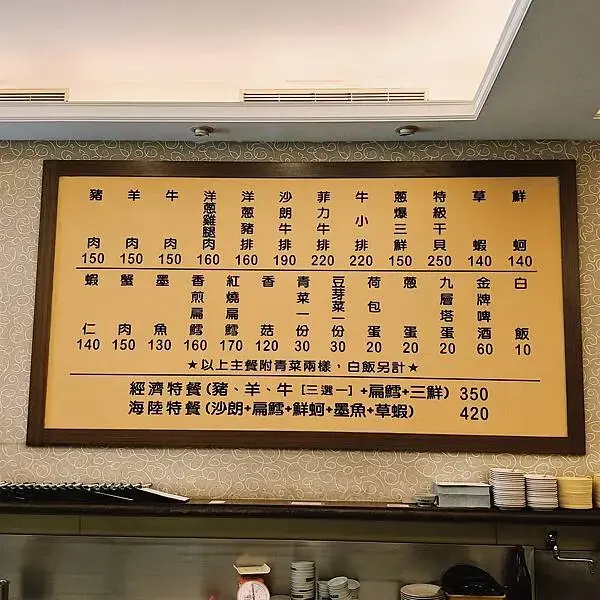 豬肉 150
羊肉 150
牛肉 150
洋蔥雞腿肉 160
洋蔥豬排 160
沙朗牛排 190
菲力牛排 220
牛小排 220
蔥爆三鮮 150
特級干貝 250
草蝦 140
鮮蚵 140
蝦仁 140
蟹肉 150
墨魚 130
香煎扁鱈 160
紅燒扁鱈 170
香菇 120
青菜一份 30
豆芽菜一份 30
荷包蛋 20
蔥蛋 20
九層塔蛋 20
金牌啤酒 60
白飯 10
★以上主餐附青菜兩樣，白飯另計★
經濟特餐(豬、羊、牛 [三選一] +扁鱈+三鮮) 350
海陸特餐(沙朗+扁鱈+鮮蚵+墨魚+草蝦) 420